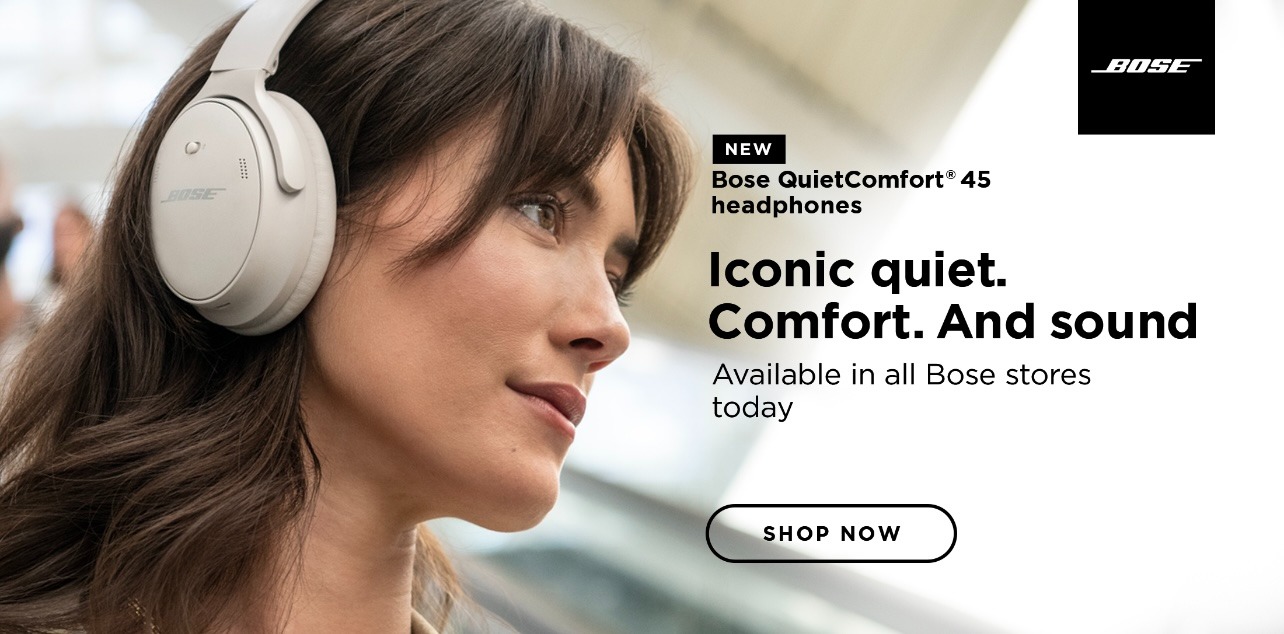 BOSE
BOSE
NEW
Bose QuietComfort® 45
headphones
Iconic quiet.
Comfort. And sound
Available in all Bose stores
today
SHOP NOW